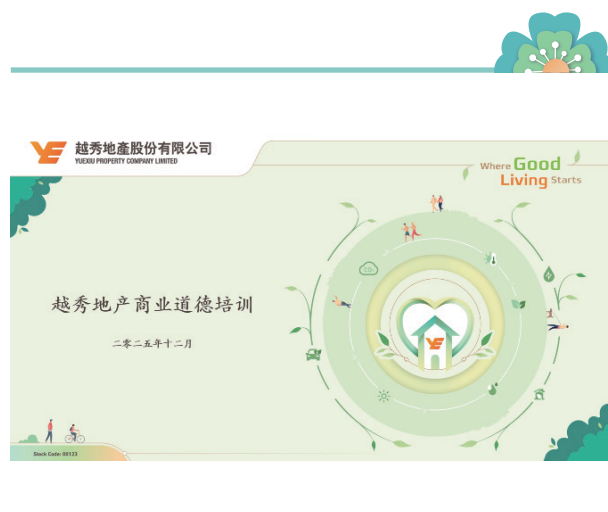 越秀地產股份有限公司
YUEXIU PROPERTY COMPANY LIMITED
Where Good
Living Starts
CO₂
越秀地产商业道德培训
二零二五年十二月
Stock Code: 00123